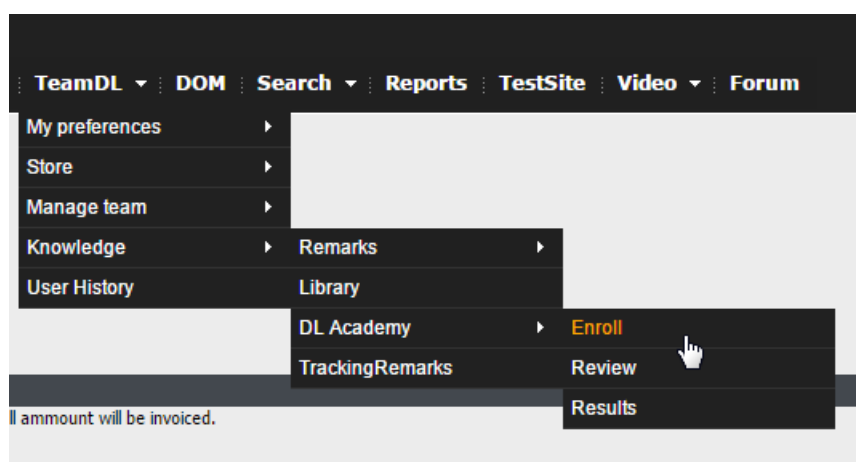 TeamDL DOM Search Reports TestSite Video Forum
My preferences
Store
Manage team
Knowledge Remarks
User History Library
DL Academy Enroll
TrackingRemarks Review
Results
ll ammount will be invoiced.